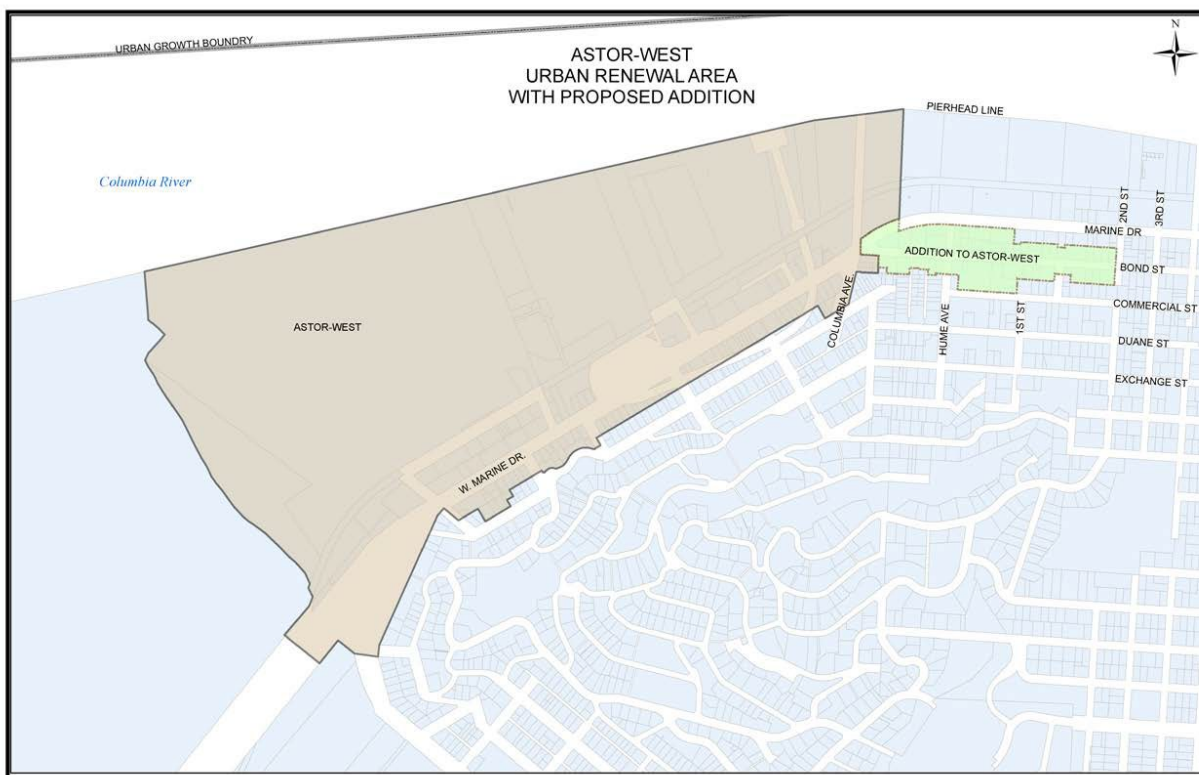 URBAN GROWTH BOUNDRY
ASTOR-WEST
URBAN RENEWAL AREA
WITH PROPOSED ADDITION
N
PIERHEAD LINE
Columbia River
2ND ST
3RD ST
MARINE DR
ADDITION TO ASTOR-WEST
BOND ST
COMMERCIAL ST
ASTOR-WEST
COLUMBIA AVE
HUME AVE
1ST ST
DUANE ST
EXCHANGE ST
W. MARINE DR.